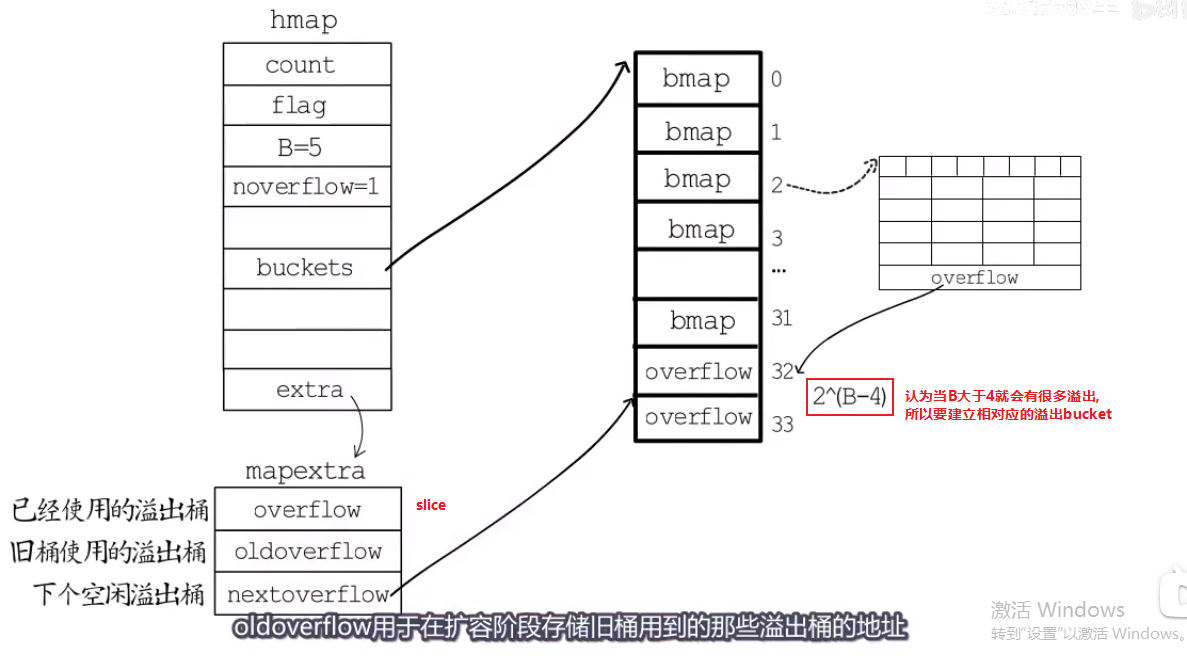 hmap
count
flag
B=5
noverflow=1
buckets
extra
mapextra
已经使用的溢出桶
overflow
slice
旧桶使用的溢出桶
oldoverflow
下个空闲溢出桶
nextoverflow
bmap
0
bmap
1
bmap
2
bmap
3
...
bmap
31
overflow
32
overflow
33
overflow
2^(B-4)
认为当B大于4就会有很多溢出,
所以要建立相对应的溢出bucket
oldoverflow用于在扩容阶段存储旧桶用到的那些溢出桶的地址
激活 Windows
转到"设置"以激活 Windows。